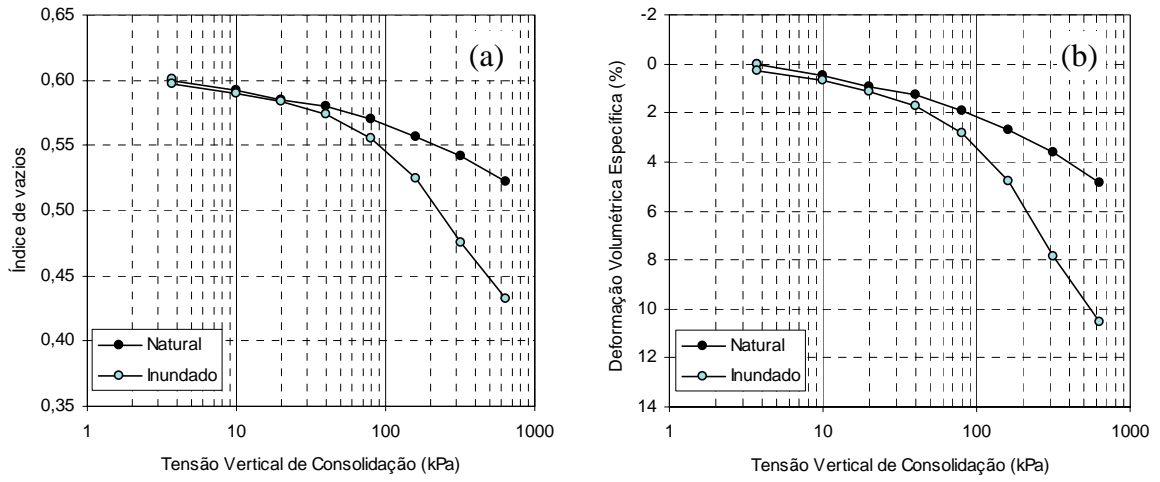 0,65
0,60
0,55
0,50
0,45
0,40
0,35
Índice de vazios
(a)
Natural
Inundado
1
10
100
1000
Tensão Vertical de Consolidação (kPa)
-2
0
2
4
6
8
10
12
14
Deformação Volumétrica Específica (%)
(b)
Natural
Inundado
1
10
100
1000
Tensão Vertical de Consolidação (kPa)